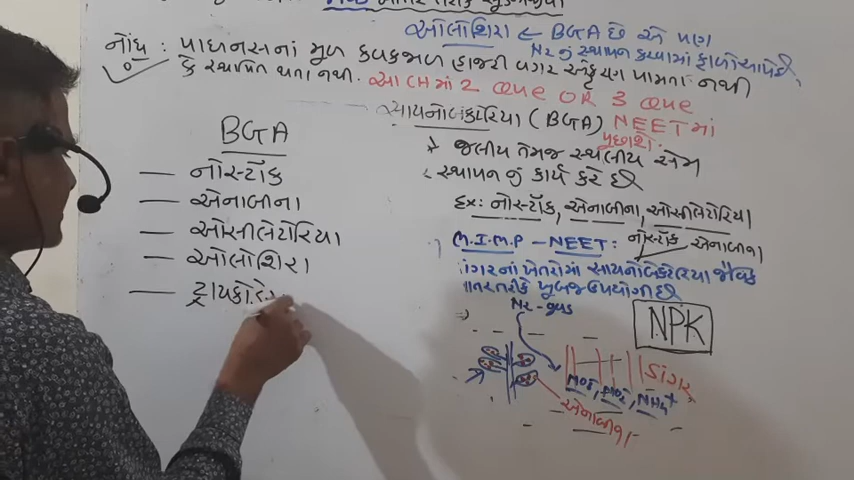 ઓલોશિરા ← BGA છે એ પણ
N₂ નું સ્થાપન કરવામાં ફાળો આપે છે.
નોંધ : પાઇનસનાં મૂળ કવકજાળ હાજરી વગર અંકુરણ પામતા નથી
કે સ્થાપિત થતા નથી. આ CH માં 2 que OR 3 que
NEET માં પુછાશે.
સાયનોબેક્ટેરિયા (BGA)
* જલીય તેમજ સ્થલીય
સ્થાપન નું કાર્ય કરે છે
Ex: નોસ્ટૉક, એનાબીના, ઓસીલેટોરિયા
M.I.M.P – NEET: નોસ્ટૉક એનાબીના
ડાંગરનાં ખેતરોમાં સાયનોબેક્ટેરિયા જૈવિક
ખાતર તરીકે ખૂબજ ઉપયોગી છે
BGA
— નોસ્ટૉક
— એનાબીના
— ઓસીલેટોરિયા
— ઓલોશિરા
N₂ - gas
NPK
ડાંગર
NO₃⁻, NO₂⁻, NH₄⁺
એનાબીના